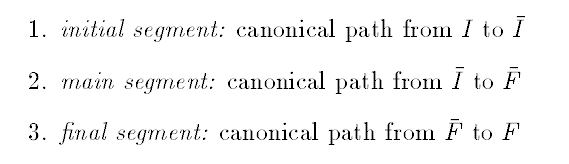 1. initial segment: canonical path from I to Ī
2. main segment: canonical path from Ī to F̄
3. final segment: canonical path from F̄ to F